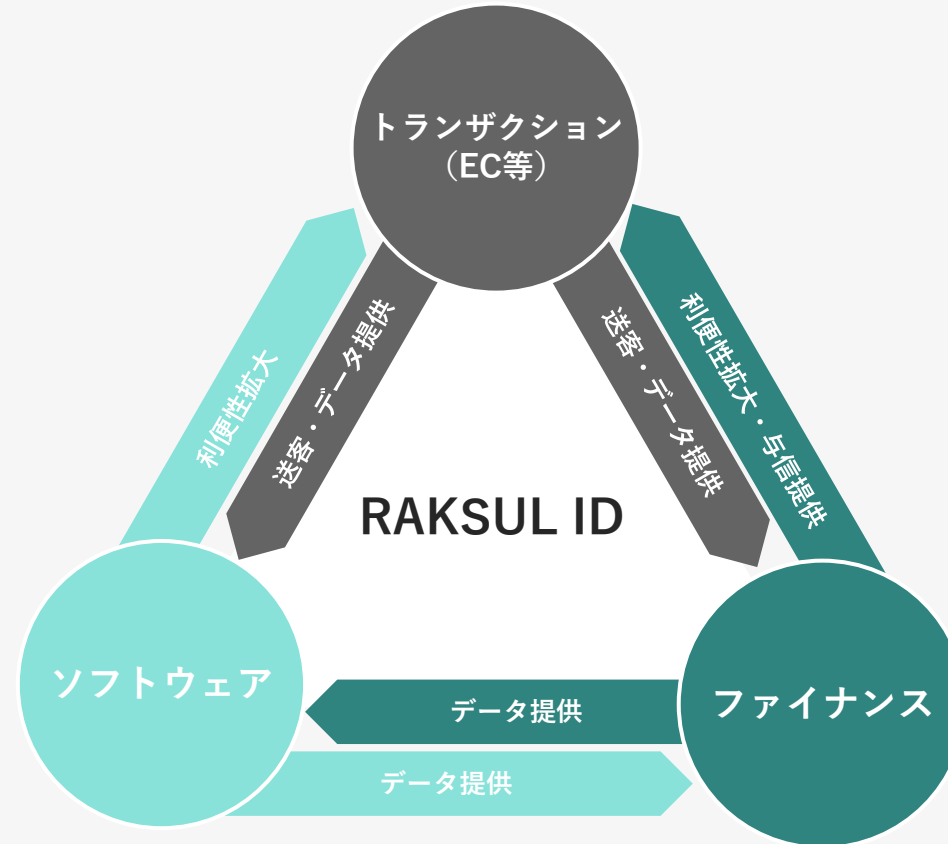 トランザクション
（EC等）
利便性拡大
送客・データ提供
送客・データ提供
利便性拡大・与信提供
RAKSUL ID
ソフトウェア
ファイナンス
データ提供
データ提供